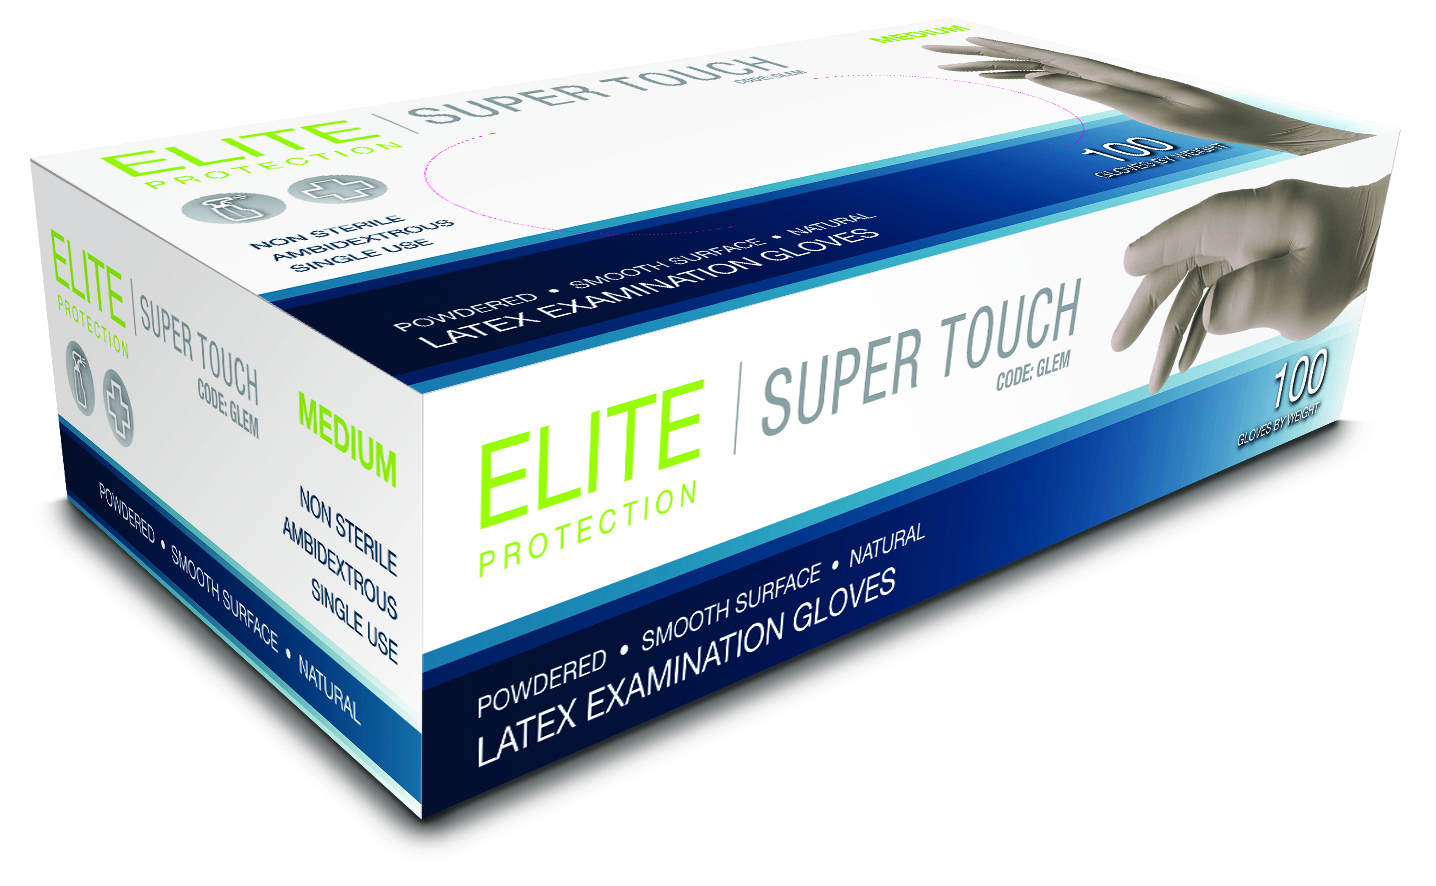 ELITE
PROTECTION
SUPER TOUCH
CODE: GLEM
MEDIUM
NON STERILE
AMBIDEXTROUS
SINGLE USE
100
GLOVES BY WEIGHT
POWDERED • SMOOTH SURFACE • NATURAL
LATEX EXAMINATION GLOVES
ELITE
PROTECTION
SUPER TOUCH
CODE: GLEM
MEDIUM
NON STERILE
AMBIDEXTROUS
SINGLE USE
POWDERED • SMOOTH SURFACE • NATURAL
ELITE
PROTECTION
SUPER TOUCH
CODE: GLEM
100
GLOVES BY WEIGHT
POWDERED • SMOOTH SURFACE • NATURAL
LATEX EXAMINATION GLOVES